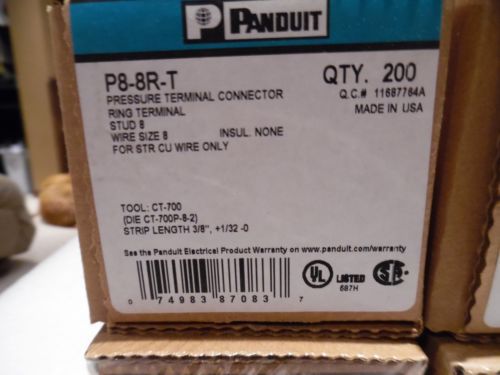 P PANDUIT
P8-8R-T QTY. 200
PRESSURE TERMINAL CONNECTOR Q.C.# 11687764A
RING TERMINAL MADE IN USA
STUD 8
WIRE SIZE 8 INSUL. NONE
FOR STR CU WIRE ONLY
TOOL: CT-700
(DIE CT-700P-8-2)
STRIP LENGTH 3/8", +1/32 -0
See the Panduit Electrical Product Warranty on www.panduit.com/warranty
UL LISTED SA
687H
0 74983 87083 7